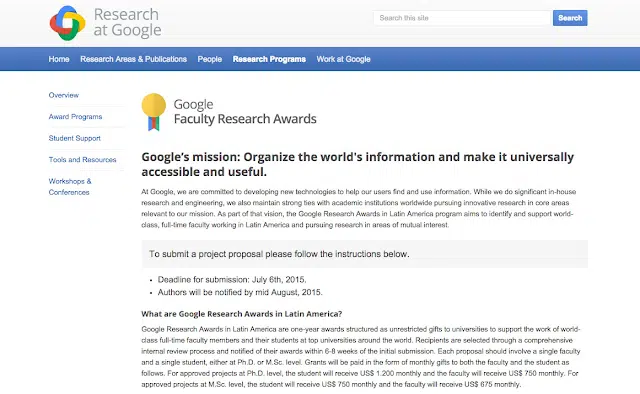 Research
at Google
Search this site
Search
Home
Research Areas & Publications
People
Research Programs
Work at Google
Overview
Award Programs
Student Support
Tools and Resources
Workshops &
Conferences
Google
Faculty Research Awards
Google's mission: Organize the world's information and make it universally
accessible and useful.
At Google, we are committed to developing new technologies to help our users find and use information. While we do significant in-house
research and engineering, we also maintain strong ties with academic institutions worldwide pursuing innovative research in core areas
relevant to our mission. As part of that vision, the Google Research Awards in Latin America program aims to identify and support world-
class, full-time faculty working in Latin America and pursuing research in areas of mutual interest.
To submit a project proposal please follow the instructions below.
• Deadline for submission: July 6th, 2015.
• Authors will be notified by mid August, 2015.
What are Google Research Awards in Latin America?
Google Research Awards in Latin America are one-year awards structured as unrestricted gifts to universities to support the work of world-
class full-time faculty members and their students at top universities around the world. Recipients are selected through a comprehensive
internal review process and notified of their awards within 6-8 weeks of the initial submission. Each proposal should involve a single faculty
and a single student, either at Ph.D. or M.Sc. level. Grants will be paid in the form of monthly gifts to both the faculty and the student as
follows. For approved projects at Ph.D. level, the student will receive US$ 1.200 monthly and the faculty will receive US$ 750 monthly. For
approved projects at M.Sc. level, the student will receive US$ 750 monthly and the faculty will receive US$ 675 monthly.